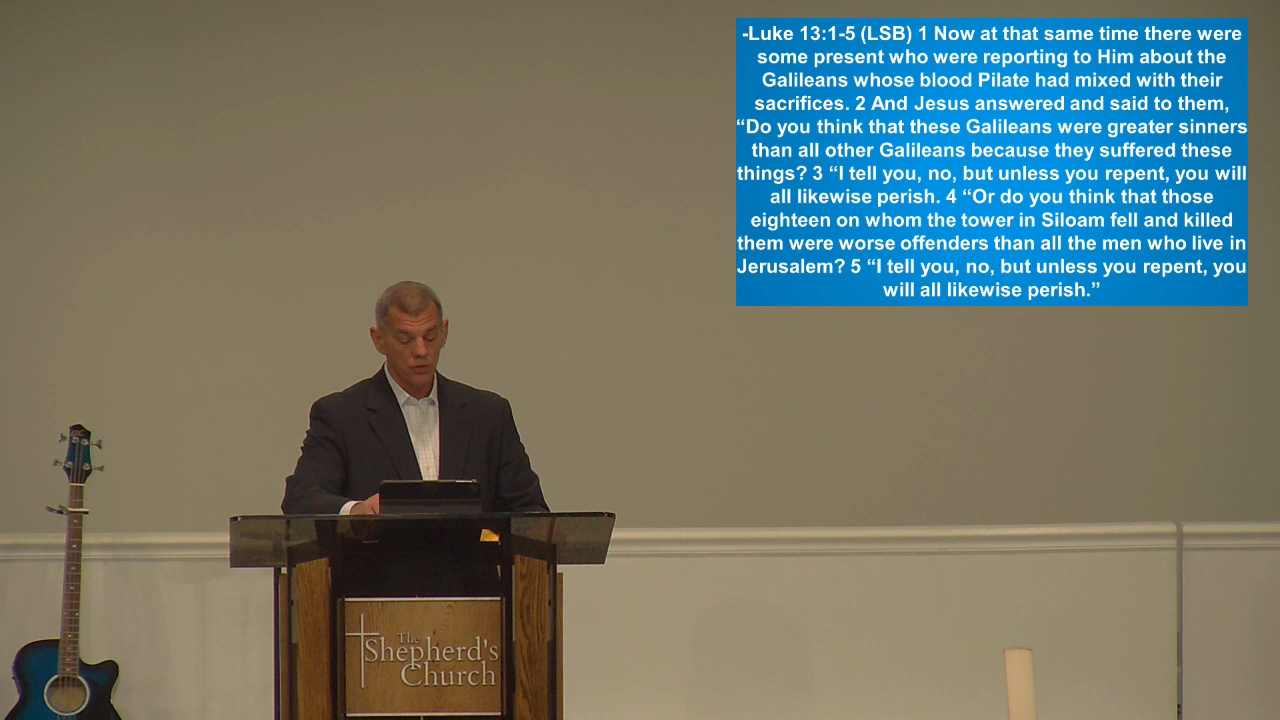 -Luke 13:1-5 (LSB) 1 Now at that same time there were
some present who were reporting to Him about the
Galileans whose blood Pilate had mixed with their
sacrifices. 2 And Jesus answered and said to them,
“Do you think that these Galileans were greater sinners
than all other Galileans because they suffered these
things? 3 “I tell you, no, but unless you repent, you will
all likewise perish. 4 “Or do you think that those
eighteen on whom the tower in Siloam fell and killed
them were worse offenders than all the men who live in
Jerusalem? 5 “I tell you, no, but unless you repent, you
will all likewise perish.”
The
Shepherd's
Church